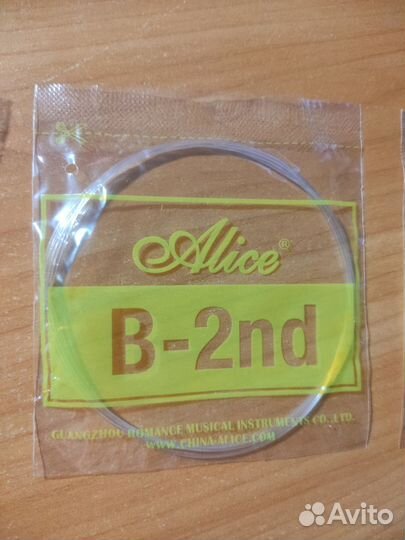 Alice®
B-2nd
GUANGZHOU ROMANCE MUSICAL INSTRUMENTS CO., LTD.
WWW.CHINA-ALICE.COM
Avito